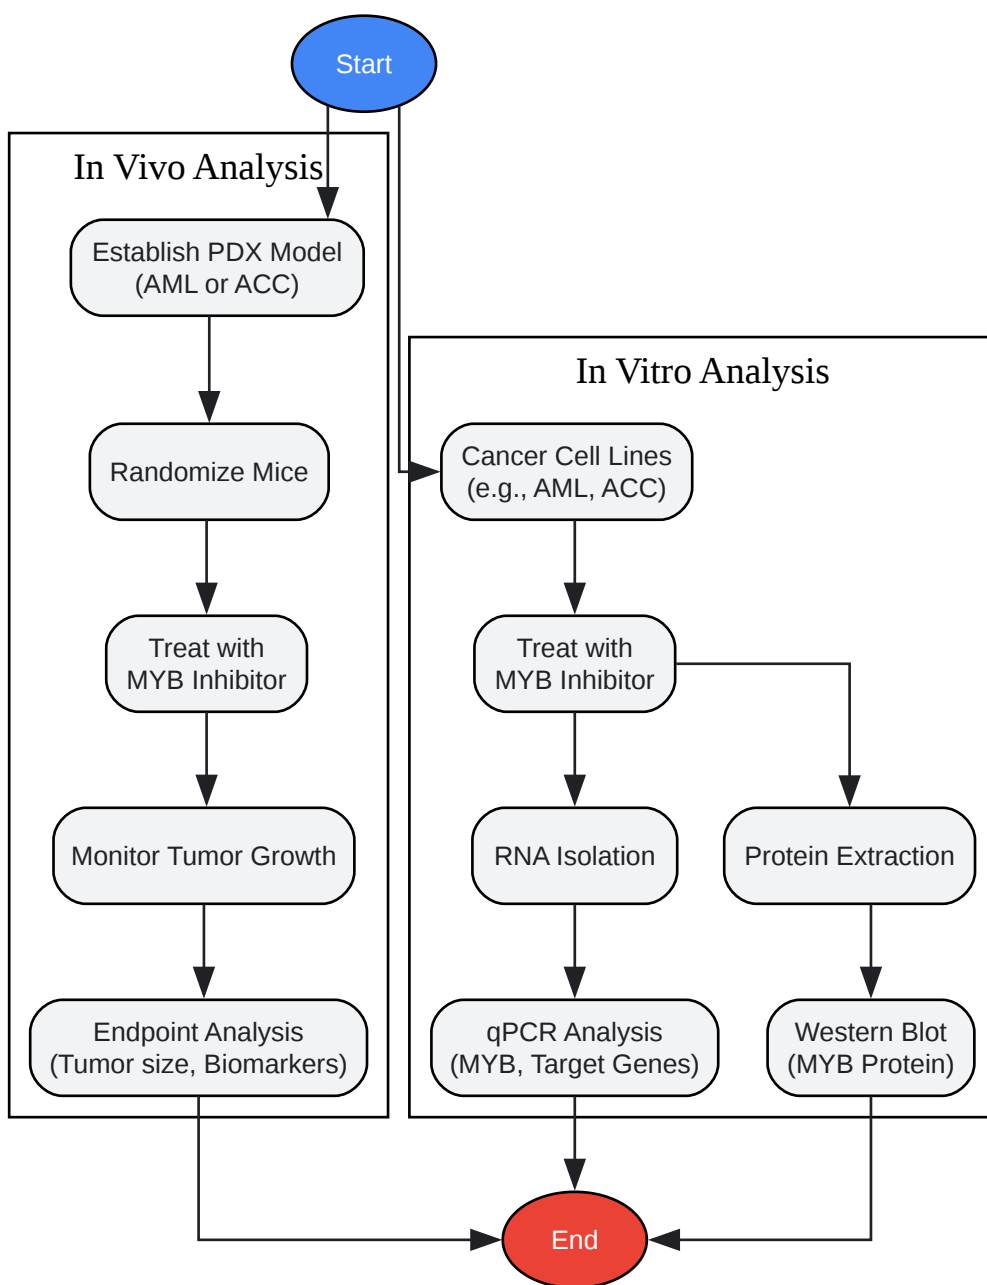 Start
In Vivo Analysis
Establish PDX Model
(AML or ACC)
Randomize Mice
Treat with
MYB Inhibitor
Monitor Tumor Growth
Endpoint Analysis
(Tumor size, Biomarkers)
In Vitro Analysis
Cancer Cell Lines
(e.g., AML, ACC)
Treat with
MYB Inhibitor
RNA Isolation
Protein Extraction
qPCR Analysis
(MYB, Target Genes)
Western Blot
(MYB Protein)
End